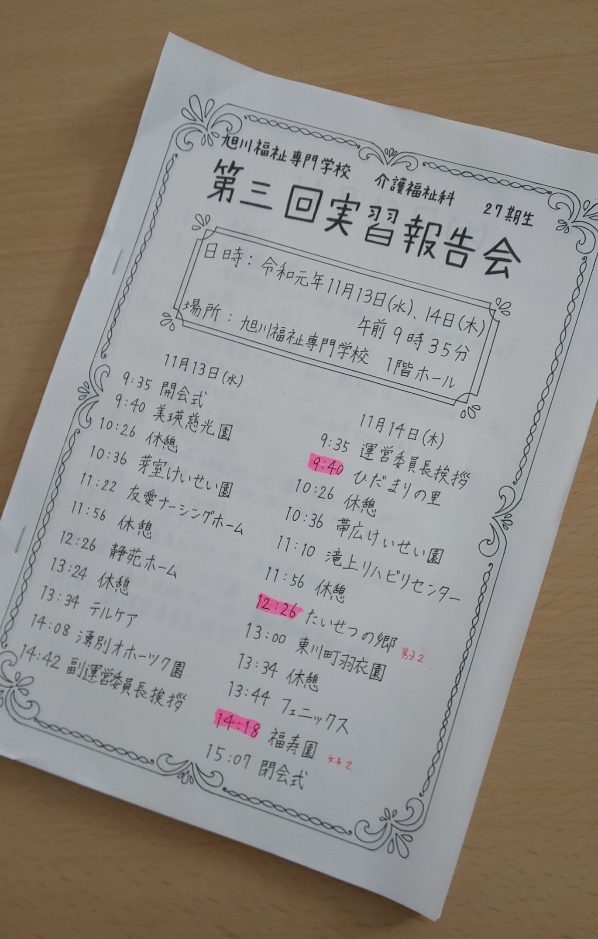 旭川福祉専門学校 介護福祉科 27期生
第三回実習報告会
日時：令和元年11月13日(水)、14日(木)
午前9時35分
場所：旭川福祉専門学校 1階ホール
11月13日(水)
9:35 開会式
9:40 美瑛慈光園
10:26 休憩
10:36 芽室けいせい園
11:22 友愛ナーシングホーム
11:56 休憩
12:26 静苑ホーム
13:24 休憩
13:34 テルケア
14:08 湧別オホーツク園
14:42 副運営委員長挨拶
11月14日(木)
9:35 運営委員長挨拶
9:40 ひだまりの里
10:26 休憩
10:36 帯広けいせい園
11:10 滝上リハビリセンター
11:56 休憩
12:26 たいせつの郷 男子2
13:00 東川町羽衣園
13:34 休憩
13:44 フェニックス
14:18 福寿園 女子2
15:07 閉会式